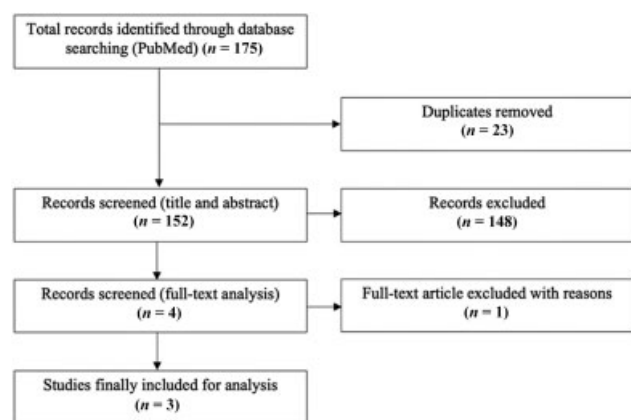 Total records identified through database
searching (PubMed) (n = 175)
Duplicates removed
(n = 23)
Records screened (title and abstract)
(n = 152)
Records excluded
(n = 148)
Records screened (full-text analysis)
(n = 4)
Full-text article excluded with reasons
(n = 1)
Studies finally included for analysis
(n = 3)